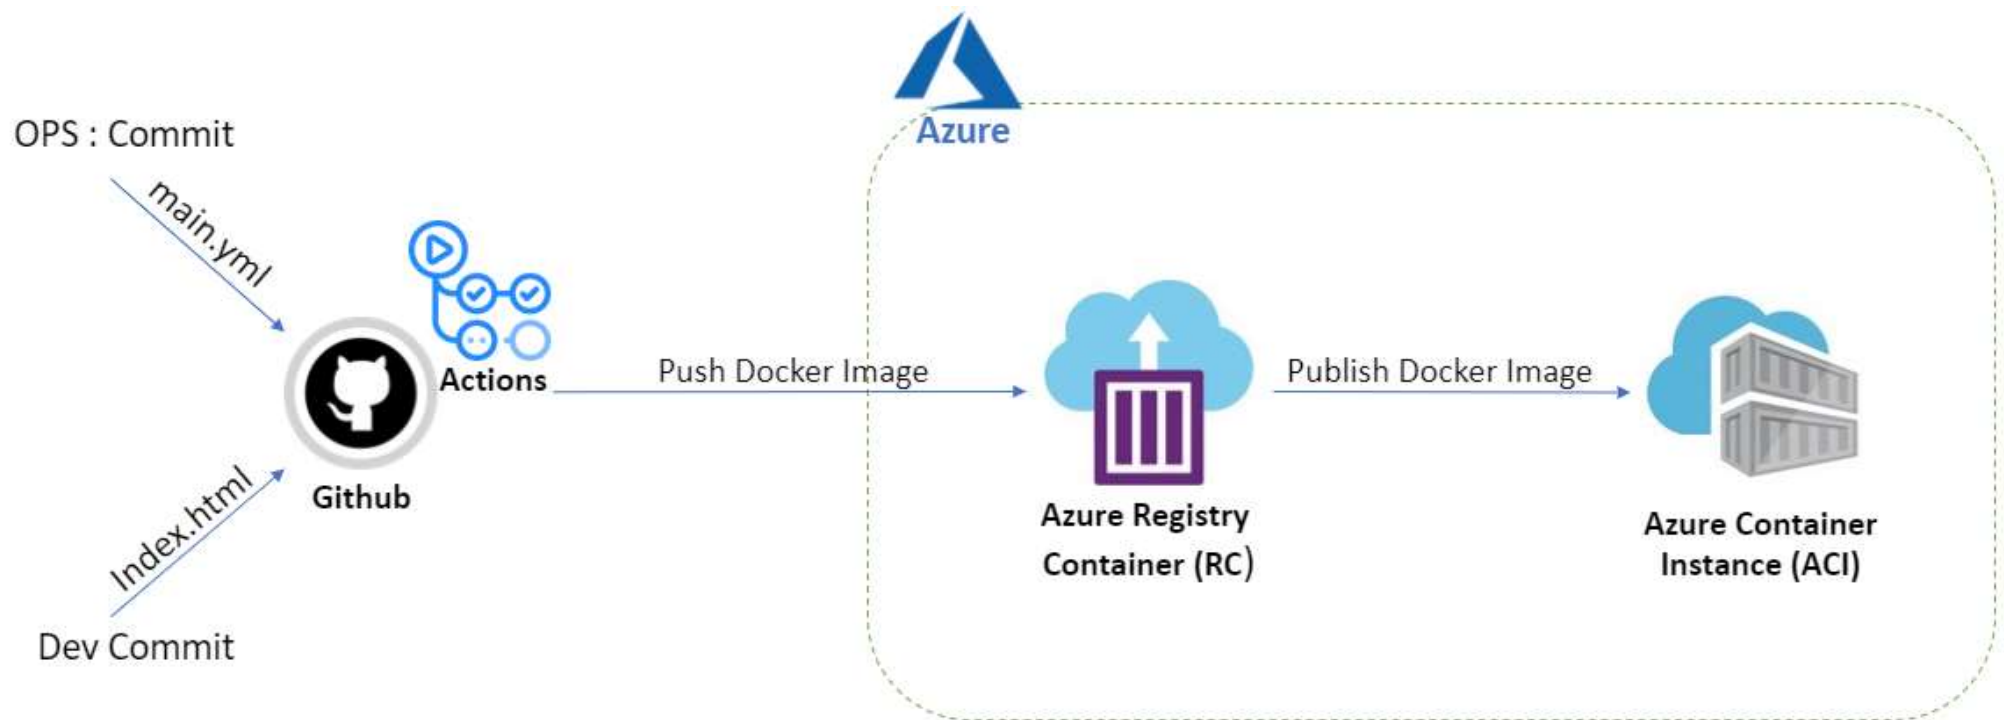 Azure
OPS : Commit
main.yml
Actions
Push Docker Image
Publish Docker Image
Github
Index.html
Dev Commit
Azure Registry
Container (RC)
Azure Container
Instance (ACI)